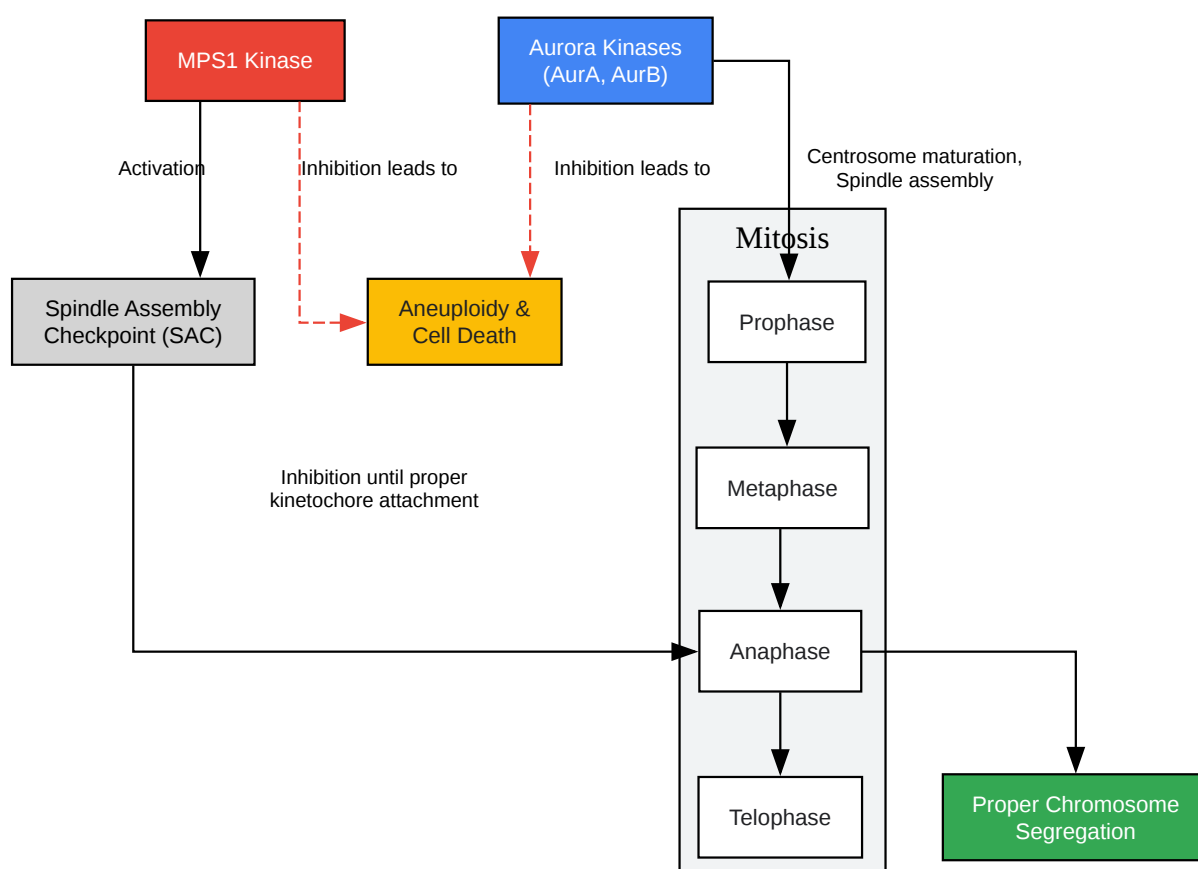 MPS1 Kinase
Aurora Kinases
(AurA, AurB)
Activation
Inhibition leads to
Inhibition leads to
Centrosome maturation,
Spindle assembly
Mitosis
Spindle Assembly
Checkpoint (SAC)
Aneuploidy &
Cell Death
Prophase
Inhibition until proper
kinetochore attachment
Metaphase
Anaphase
Telophase
Proper Chromosome
Segregation